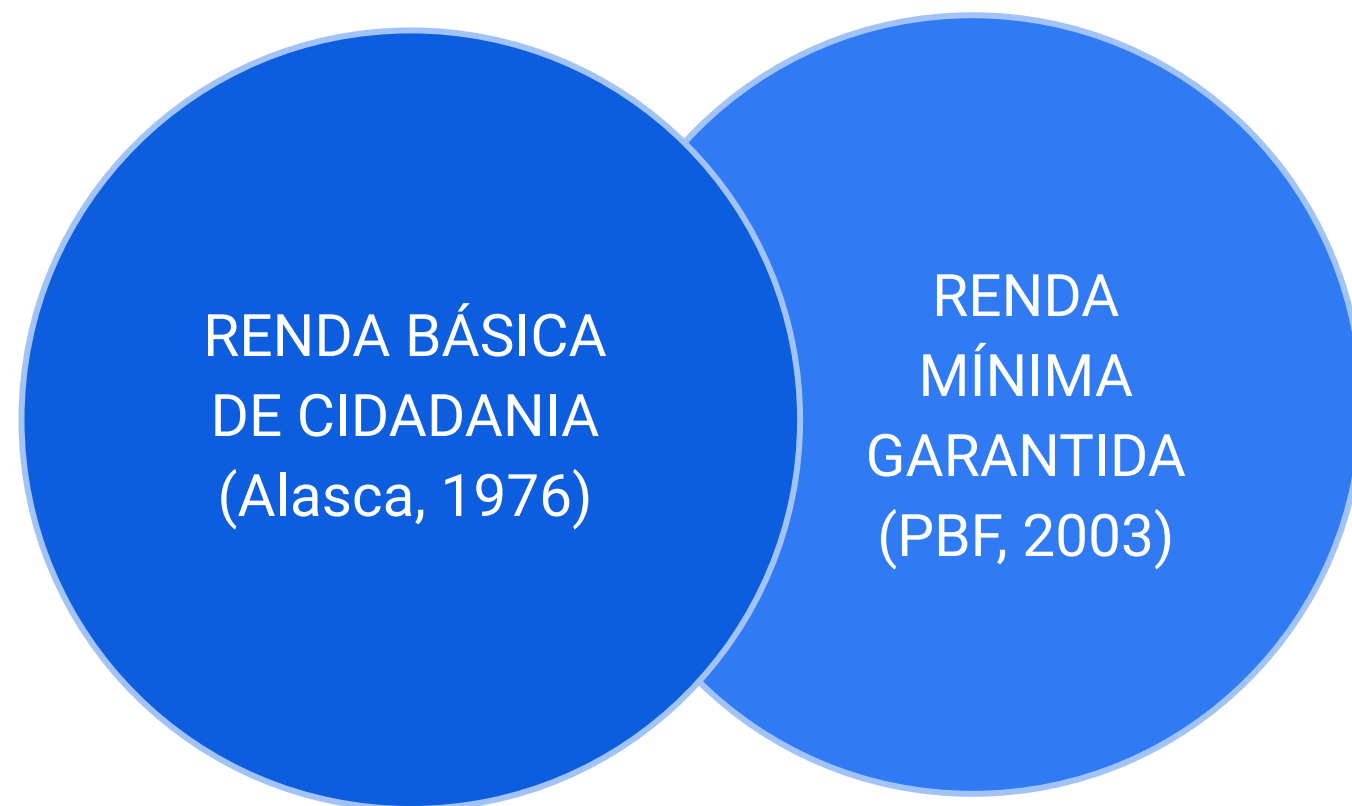 RENDA BÁSICA
DE CIDADANIA
(Alasca, 1976)
RENDA
MÍNIMA
GARANTIDA
(PBF, 2003)